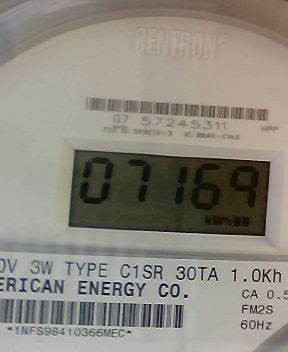 CENTRON
07 57245311
HPP
07169
kWh
0V 3W TYPE C1SR 30TA 1.0Kh
ERICAN ENERGY CO.
CA 0.5
FM2S
60Hz
*1NFS98410366MEC*